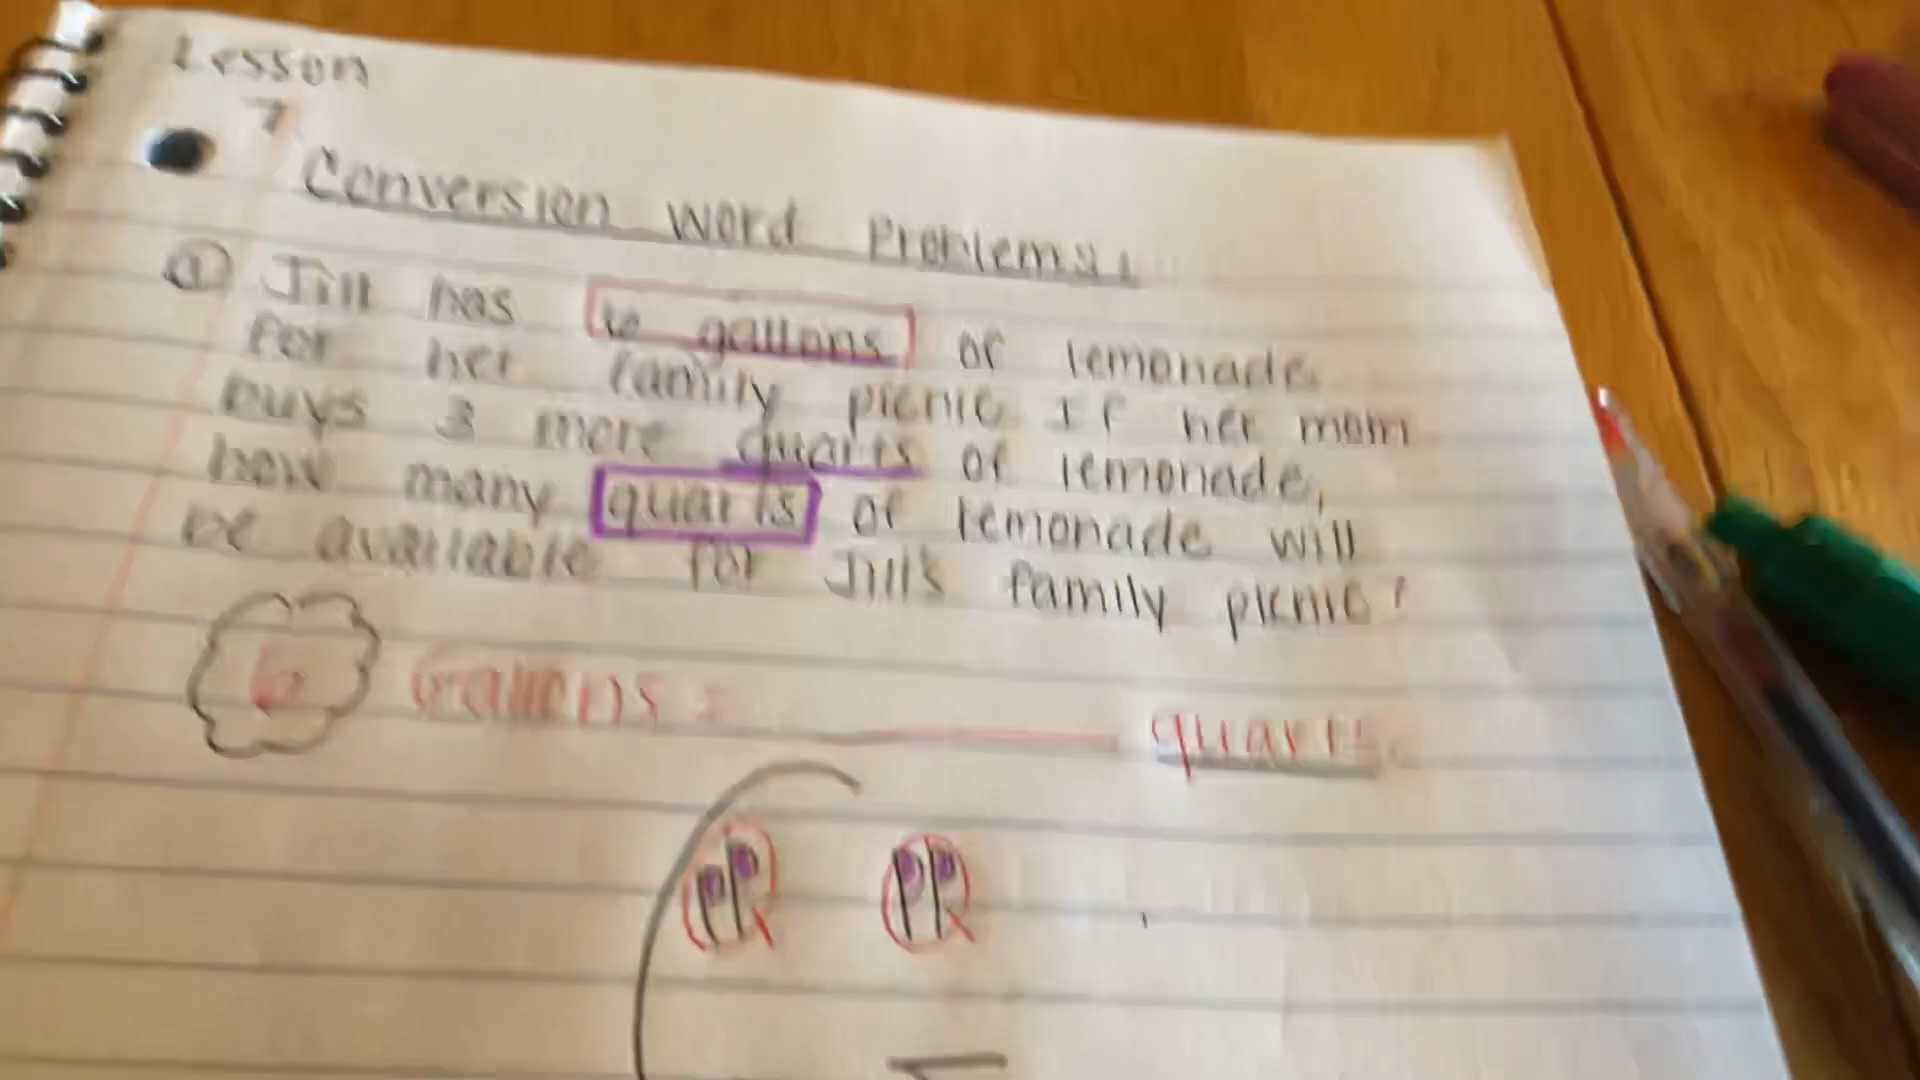 Lesson
7
Conversion Word Problems:
① Jill has 6 gallons of lemonade
for her family picnic. If her mom
buys 3 more quarts of lemonade,
how many quarts of lemonade will
be available for Jill's family picnic?
6 Gallons = ____ quarts
PP PP